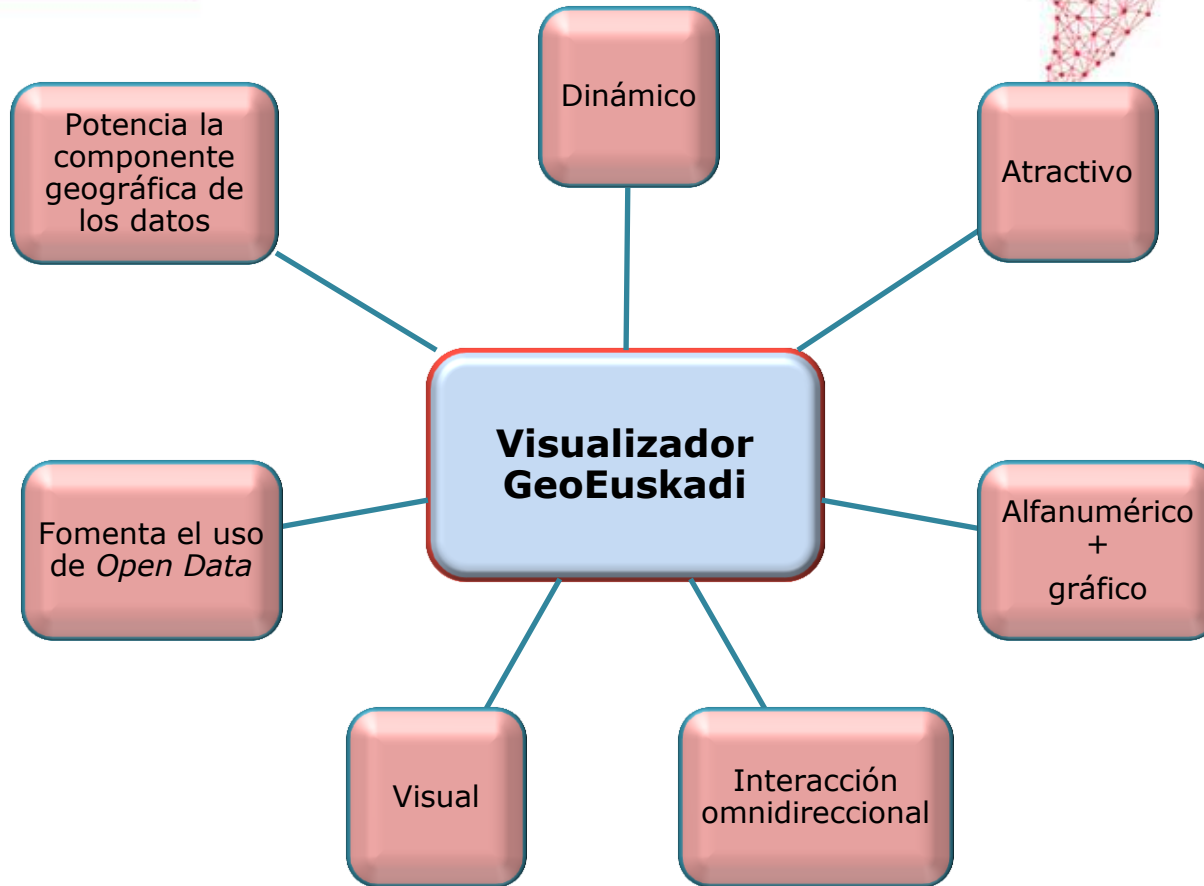 Dinámico
Potencia la
componente
geográfica de
los datos
Atractivo
Visualizador
GeoEuskadi
Fomenta el uso
de Open Data
Alfanumérico
+
gráfico
Visual
Interacción
omnidireccional